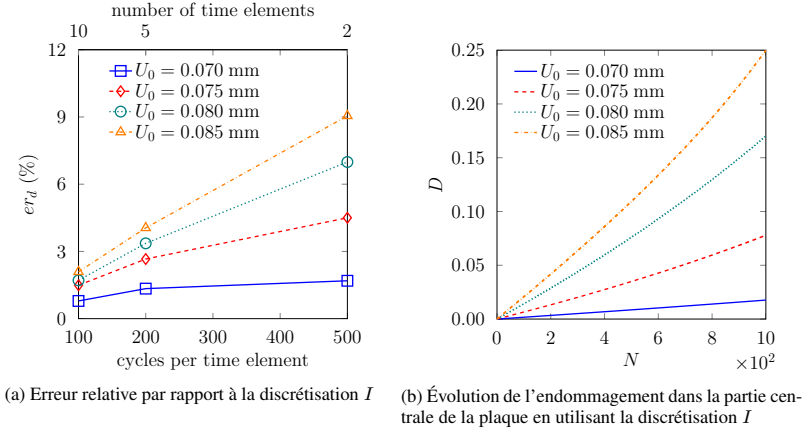 number of time elements
10 5 2
12
9
6
3
0
er_d (%)
U_0 = 0.070 mm
U_0 = 0.075 mm
U_0 = 0.080 mm
U_0 = 0.085 mm
100 200 300 400 500
cycles per time element
(a) Erreur relative par rapport à la discrétisation I
0.25
0.20
0.15
0.10
0.05
0.00
D
U_0 = 0.070 mm
U_0 = 0.075 mm
U_0 = 0.080 mm
U_0 = 0.085 mm
0 2 4 6 8 10
N
×10²
(b) Évolution de l'endommagement dans la partie cen-
trale de la plaque en utilisant la discrétisation I